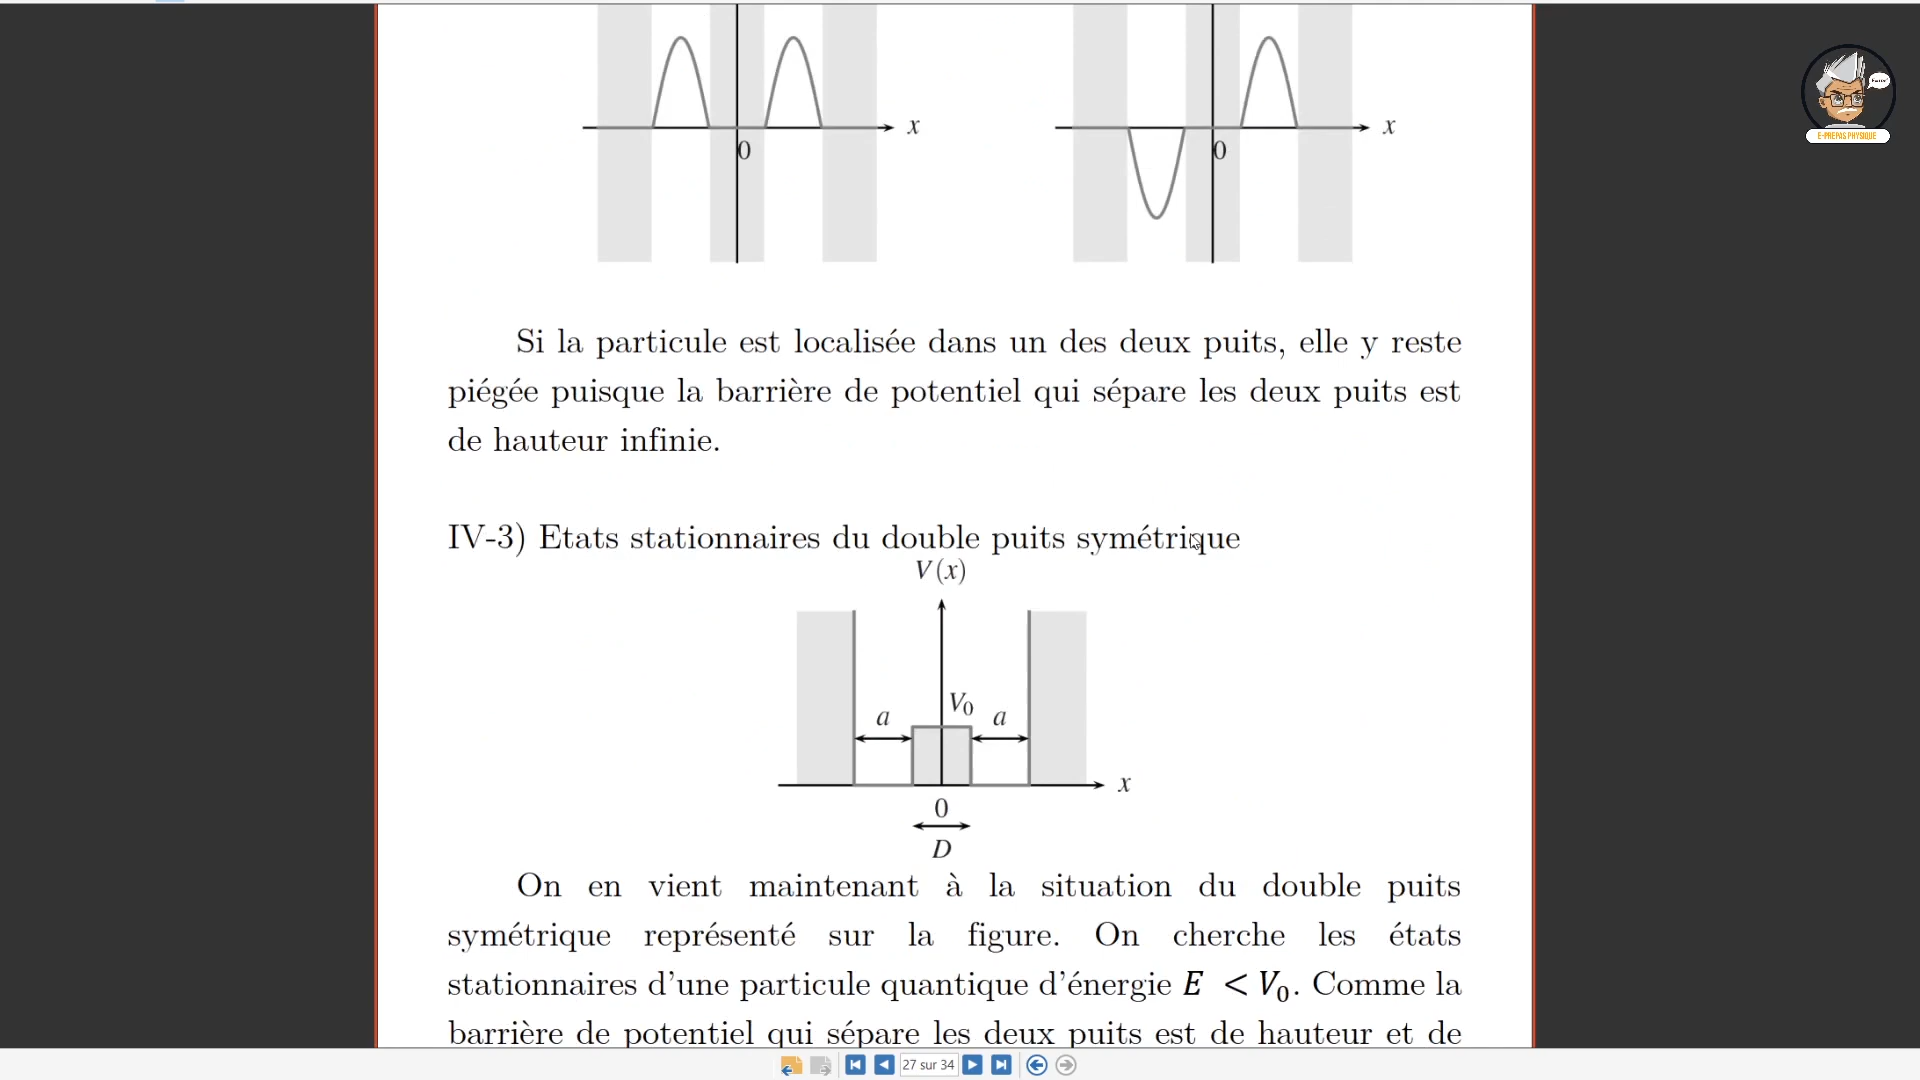 x
0
x
0
Si la particule est localisée dans un des deux puits, elle y reste
piégée puisque la barrière de potentiel qui sépare les deux puits est
de hauteur infinie.
IV-3) Etats stationnaires du double puits symétrique
V(x)
V₀
a
a
x
0
D
On en vient maintenant à la situation du double puits
symétrique représenté sur la figure. On cherche les états
stationnaires d'une particule quantique d'énergie E < V₀. Comme la
barrière de potentiel qui sépare les deux puits est de hauteur et de
27 sur 34
E-PREPAS PHYSIQUE